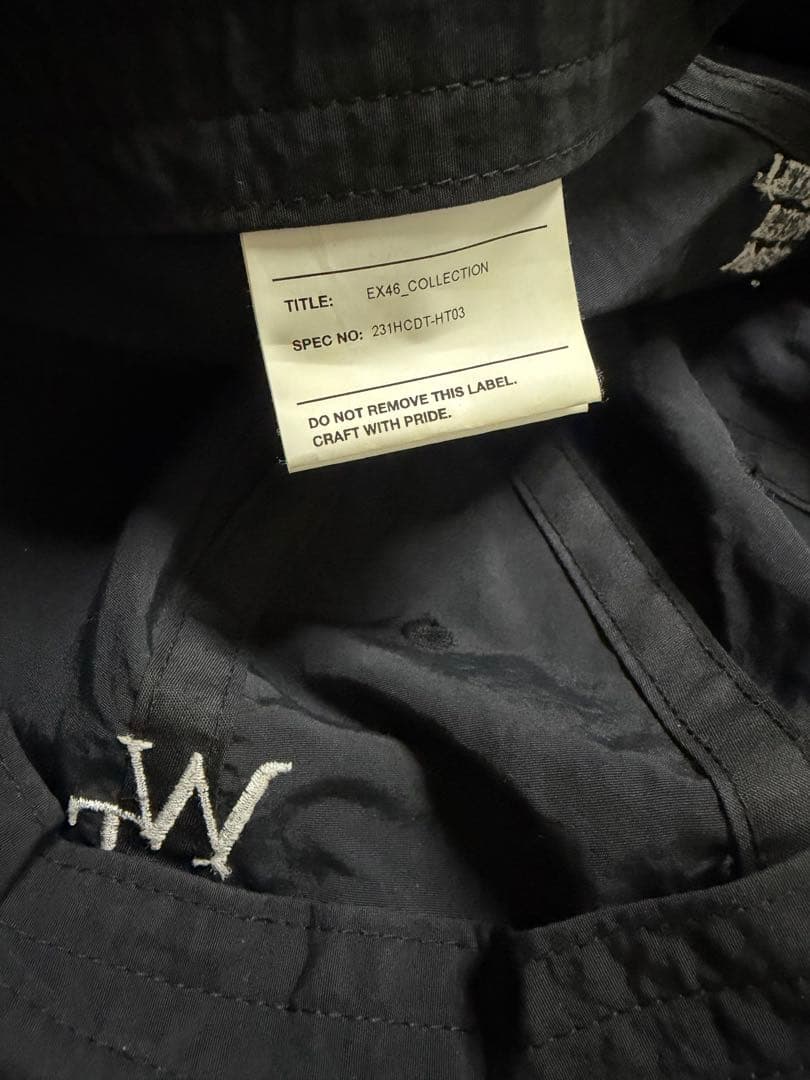 TITLE: EX46_COLLECTION
SPEC NO: 231HCDT-HT03
DO NOT REMOVE THIS LABEL.
CRAFT WITH PRIDE.
W